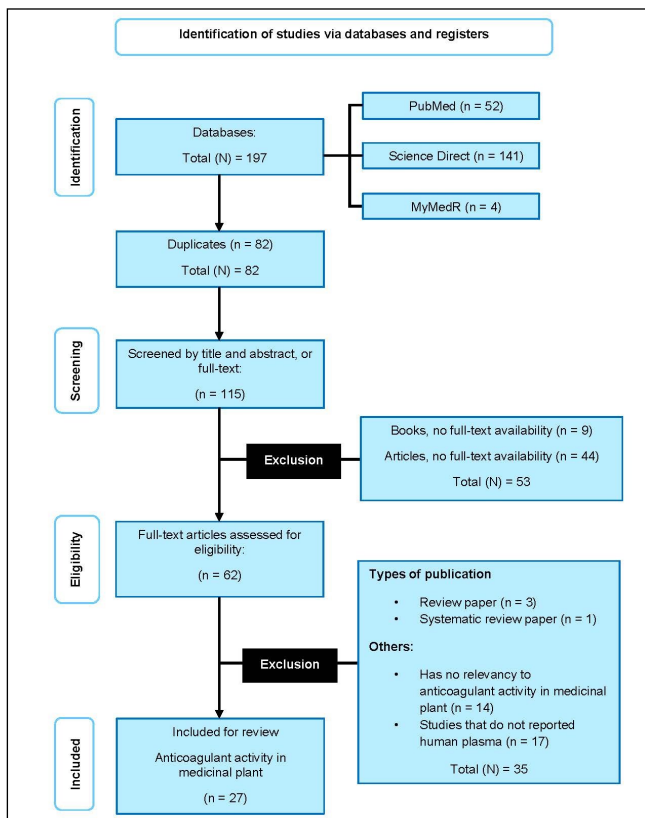 Identification of studies via databases and registers
Identification
Databases:
Total (N) = 197
PubMed (n = 52)
Science Direct (n = 141)
MyMedR (n = 4)
Duplicates (n = 82)
Total (N) = 82
Screening
Screened by title and abstract, or
full-text:
(n = 115)
Exclusion
Books, no full-text availability (n = 9)
Articles, no full-text availability (n = 44)
Total (N) = 53
Eligibility
Full-text articles assessed for
eligibility:
(n = 62)
Exclusion
Types of publication
• Review paper (n = 3)
• Systematic review paper (n = 1)
Others:
• Has no relevancy to
anticoagulant activity in medicinal
plant (n = 14)
• Studies that do not reported
human plasma (n = 17)
Total (N) = 35
Included
Included for review
Anticoagulant activity in
medicinal plant
(n = 27)